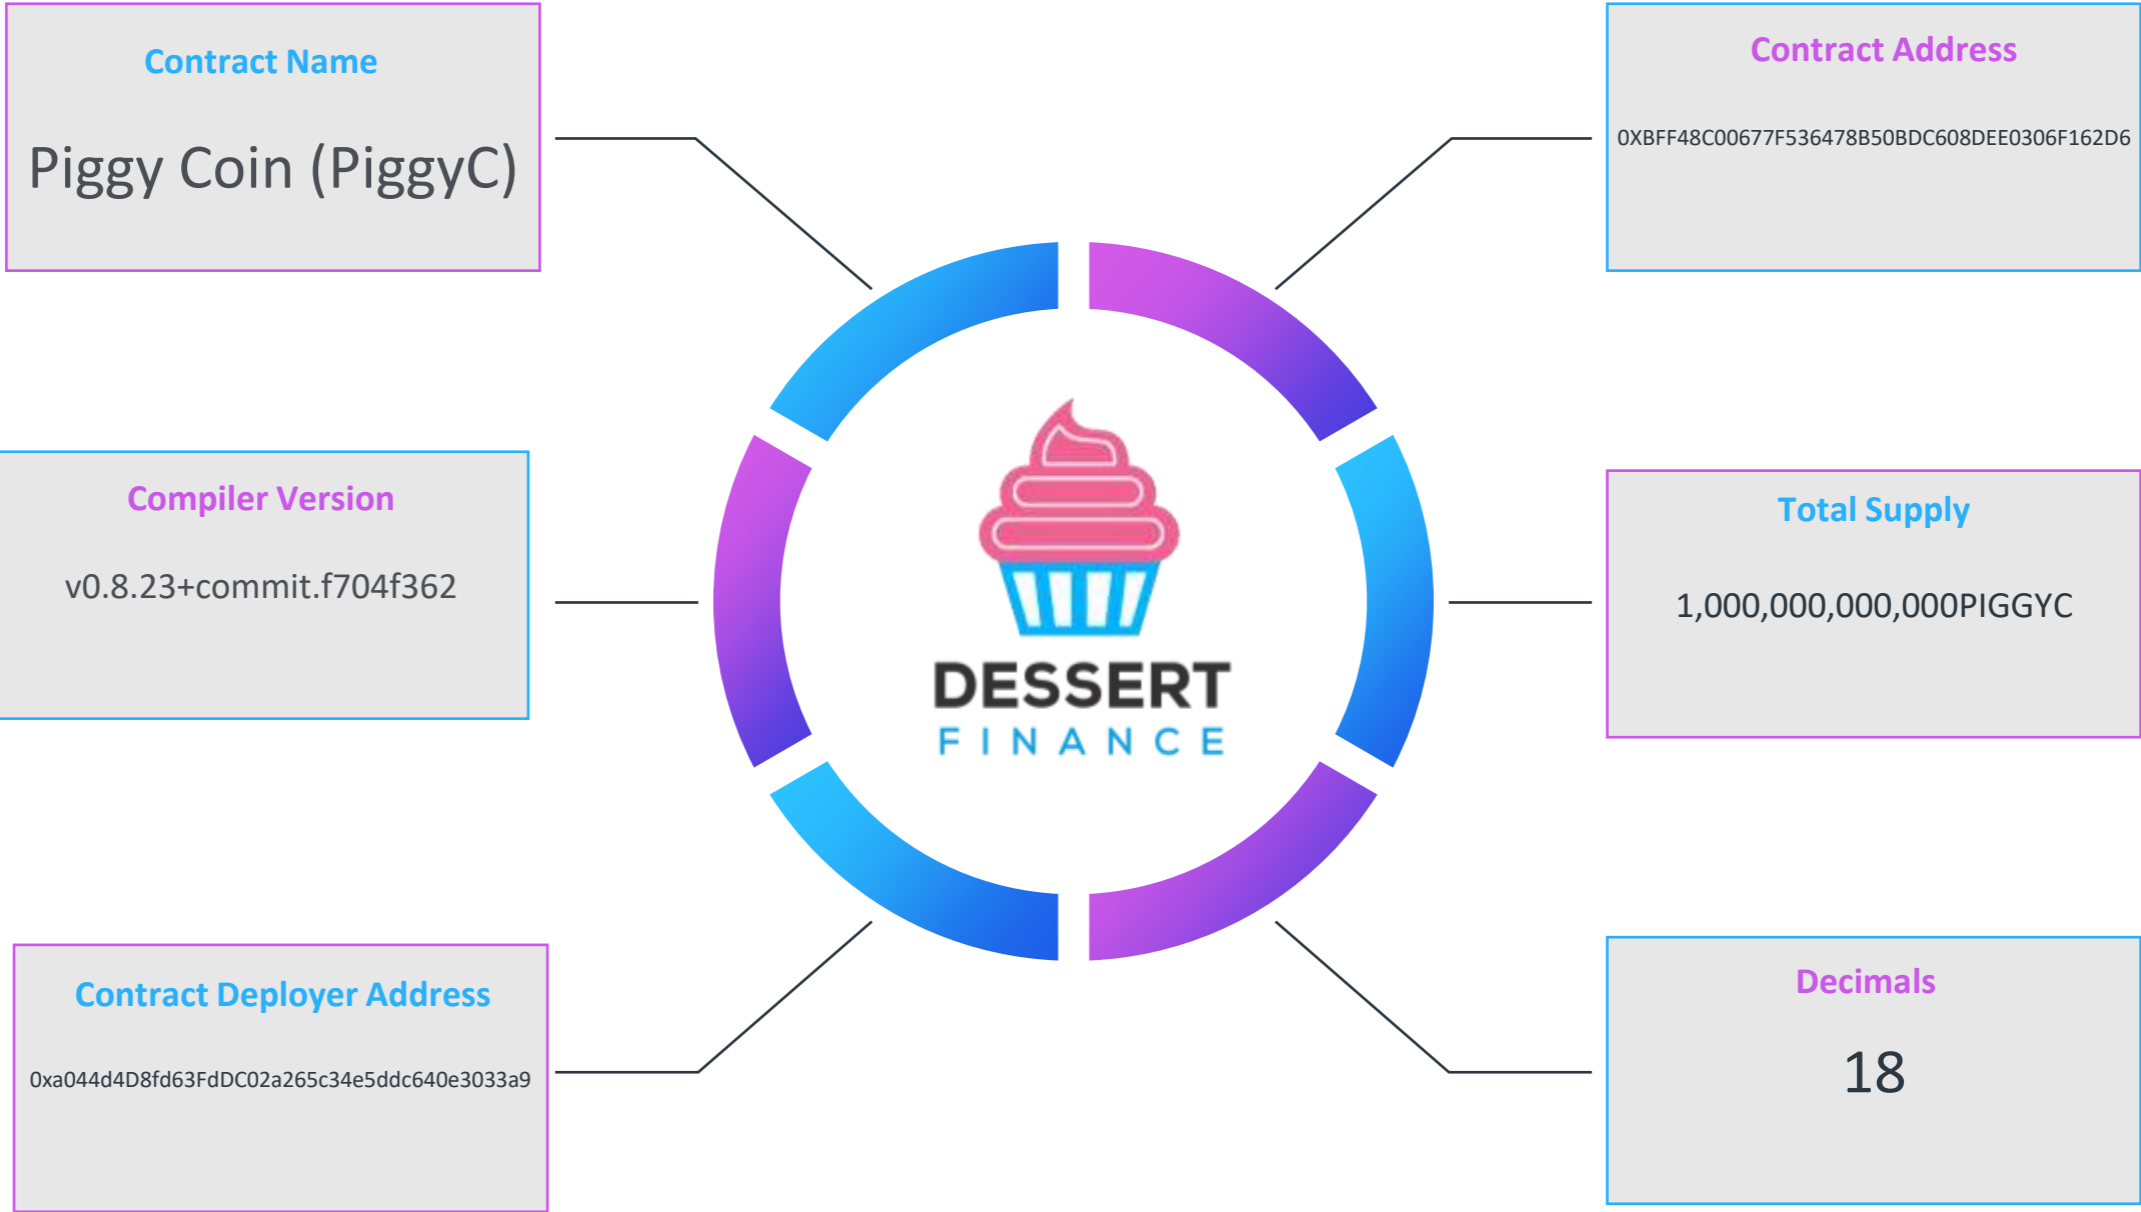 Contract Name
Piggy Coin (PiggyC)
Contract Address
0XBFF48C00677F536478B50BDC608DEE0306F162D6
Compiler Version
v0.8.23+commit.f704f362
Total Supply
1,000,000,000,000PIGGYC
DESSERT
FINANCE
Contract Deployer Address
0xa044d4D8fd63FdDC02a265c34e5ddc640e3033a9
Decimals
18